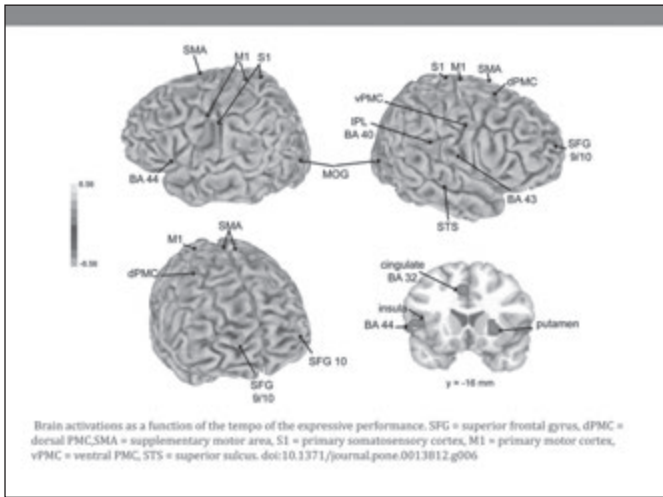 SMA
M1
S1
BA 44
MOG
S1
M1
SMA
dPMC
vPMC
IPL
BA 40
SFG
9/10
BA 43
STS
0.56
-0.56
M1
SMA
dPMC
SFG 10
SFG
9/10
cingulate
BA 32
insula
BA 44
putamen
y = -16 mm
Brain activations as a function of the tempo of the expressive performance. SFG = superior frontal gyrus, dPMC =
dorsal PMC,SMA = supplementary motor area, S1 = primary somatosensory cortex, M1 = primary motor cortex,
vPMC = ventral PMC, STS = superior sulcus. doi:10.1371/journal.pone.0013812.g006